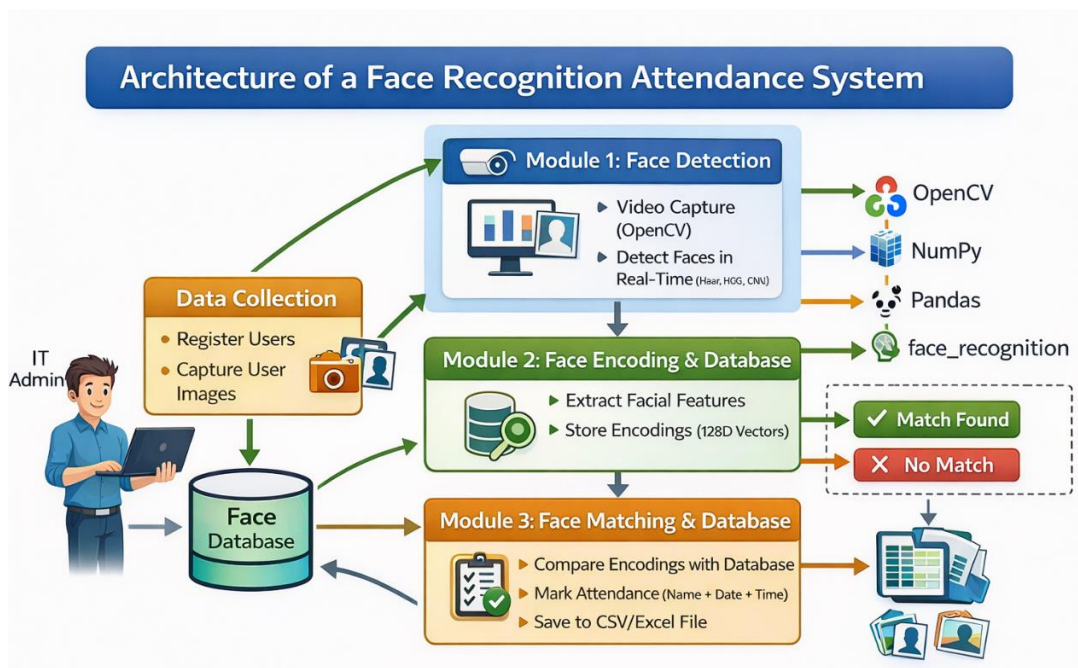 Architecture of a Face Recognition Attendance System
Module 1: Face Detection
Video Capture
(OpenCV)
Detect Faces in
Real-Time (Haar, HOG, CNN)
OpenCV
NumPy
Pandas
face_recognition
Data Collection
Register Users
Capture User
Images
IT
Admin
Module 2: Face Encoding & Database
Extract Facial Features
Store Encodings (128D Vectors)
Match Found
No Match
Face
Database
Module 3: Face Matching & Database
Compare Encodings with Database
Mark Attendance (Name + Date + Time)
Save to CSV/Excel File